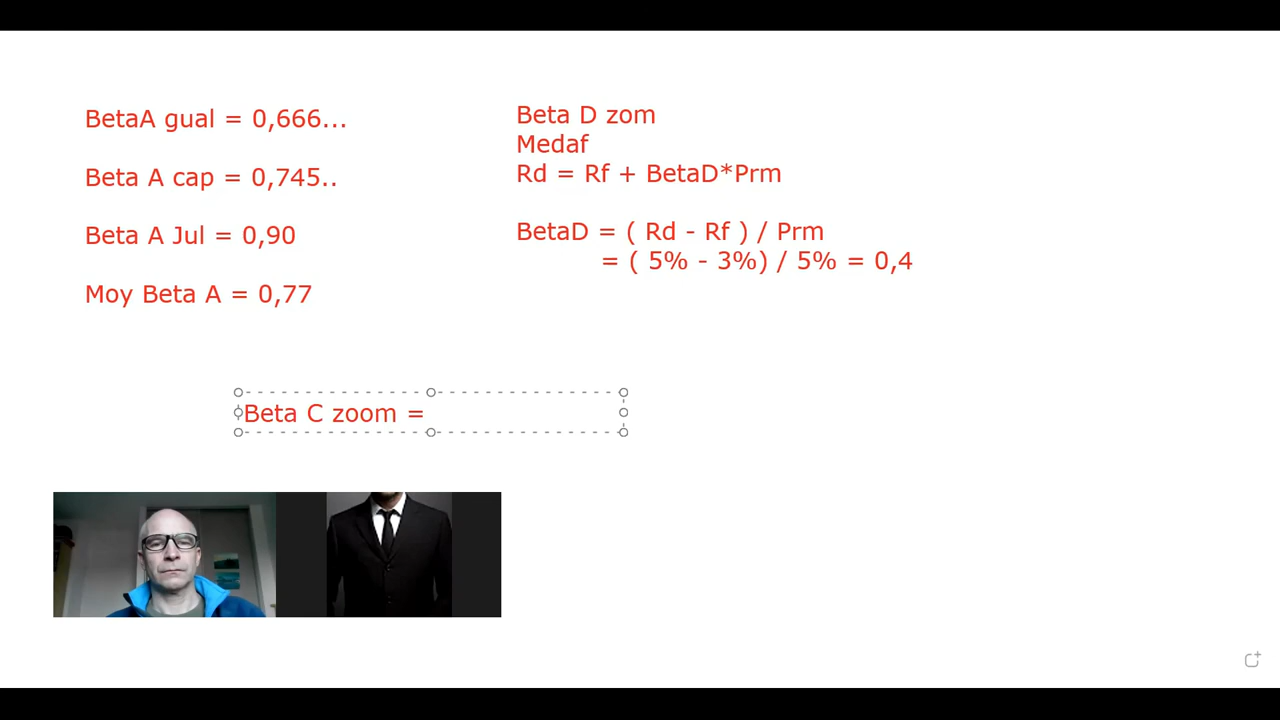 BetaA gual = 0,666...
Beta A cap = 0,745..
Beta A Jul = 0,90
Moy Beta A = 0,77
Beta D zom
Medaf
Rd = Rf + BetaD*Prm
BetaD = ( Rd - Rf ) / Prm
= ( 5% - 3%) / 5% = 0,4
Beta C zoom =